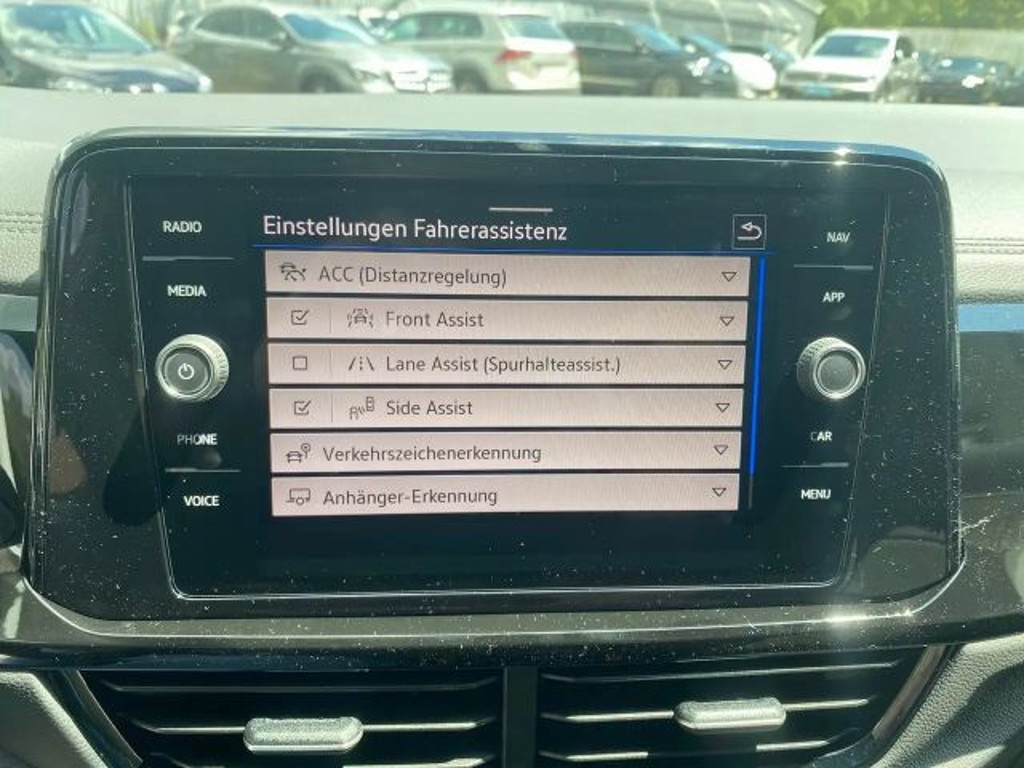 RADIO
MEDIA
PHONE
VOICE
Einstellungen Fahrerassistenz
ACC (Distanzregelung)
Front Assist
Lane Assist (Spurhalteassist.)
Side Assist
Verkehrszeichenerkennung
Anhänger-Erkennung
NAV
APP
CAR
MENU